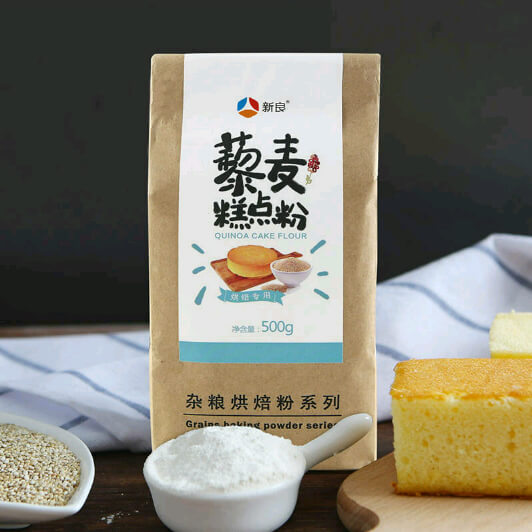 新良®
藜麦
糕点粉
QUINOA CAKE FLOUR
烘焙专用
净含量:500g
杂粮烘焙粉系列
Grains baking powder series